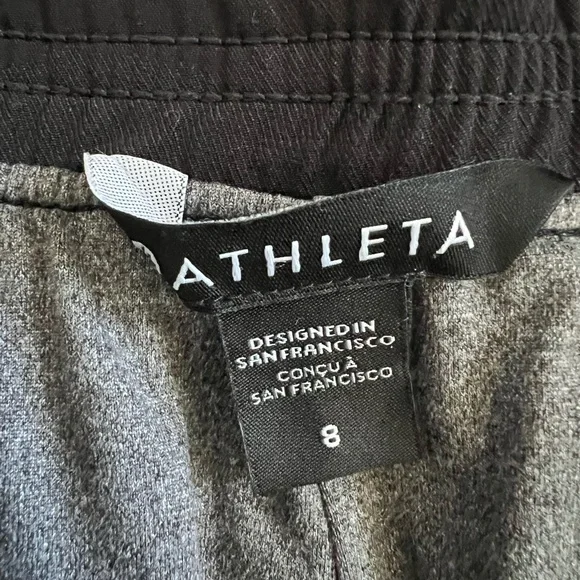 ATHLETA
DESIGNED IN
SAN FRANCISCO
CONÇU À
SAN FRANCISCO
8